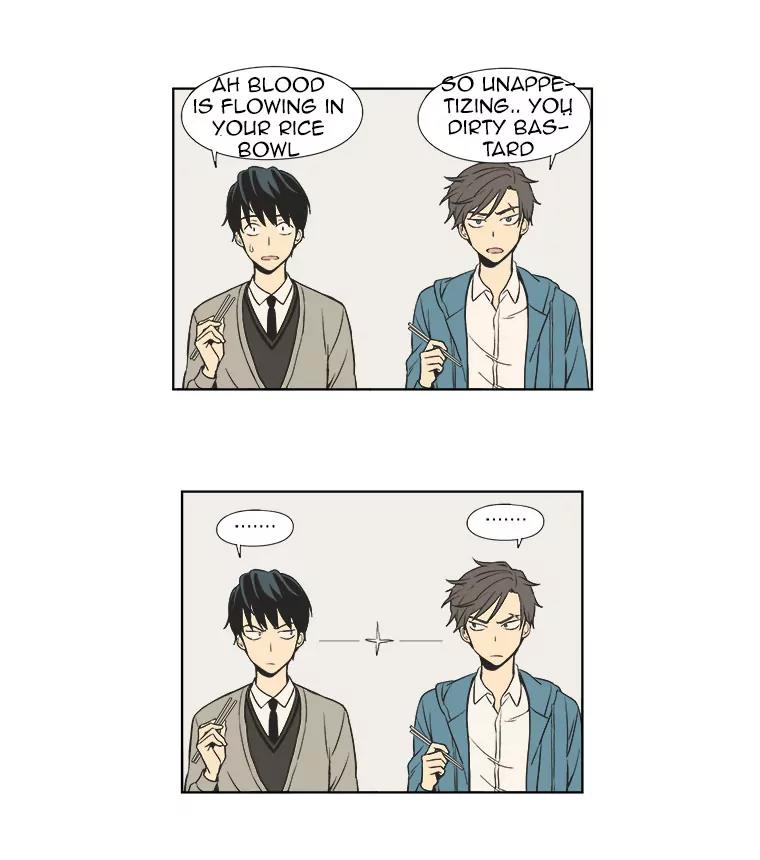 AH BLOOD
IS FLOWING IN
YOUR RICE
BOWL
SO UNAPPE-
TIZING.. YOU
DIRTY BAS-
TARD
.......
.......